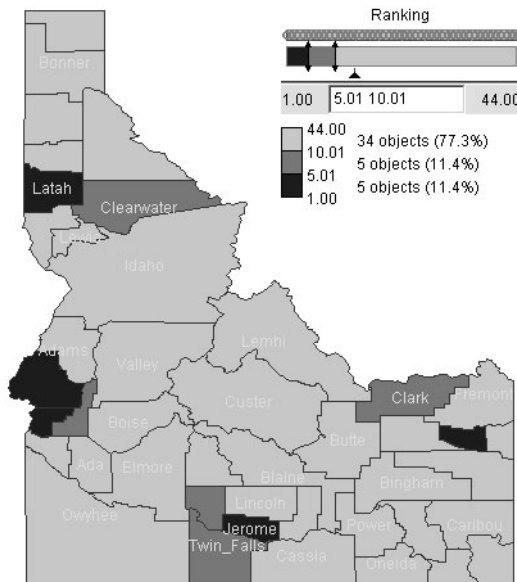 Ranking
1.00 5.01 10.01 44.00
44.00
10.01
5.01
1.00
34 objects (77.3%)
5 objects (11.4%)
5 objects (11.4%)
Bonner
Latah
Clearwater
Lewis
Idaho
Adams
Valley
Lemhi
Custer
Clark
Fremont
Boise
Butte
Ada
Elmore
Blaine
Bingham
Owyhee
Lincoln
Jerome
Power
Caribou
Twin_Falls
Cassia
Oneida